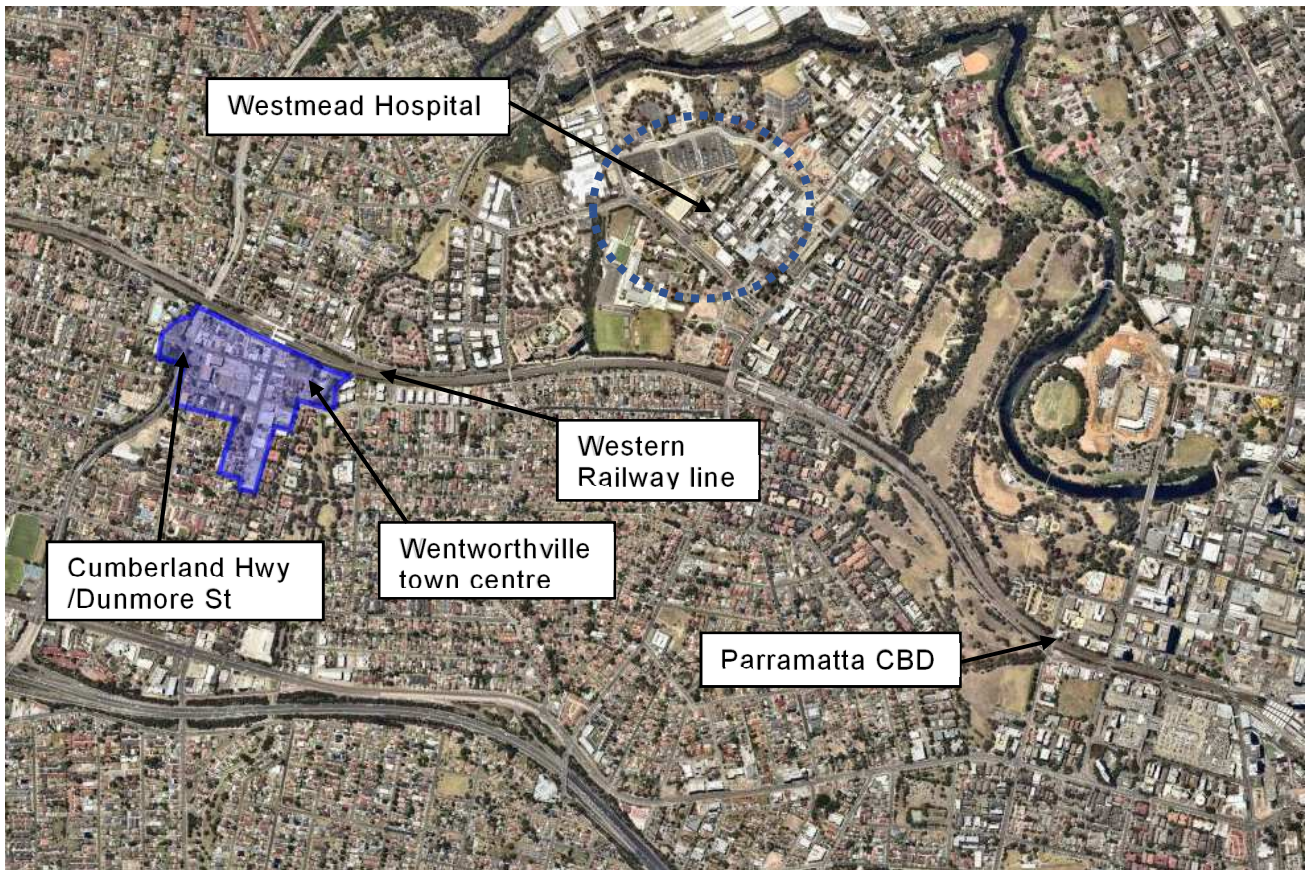 Westmead Hospital
Western
Railway line
Wentworthville
town centre
Cumberland Hwy
/Dunmore St
Parramatta CBD